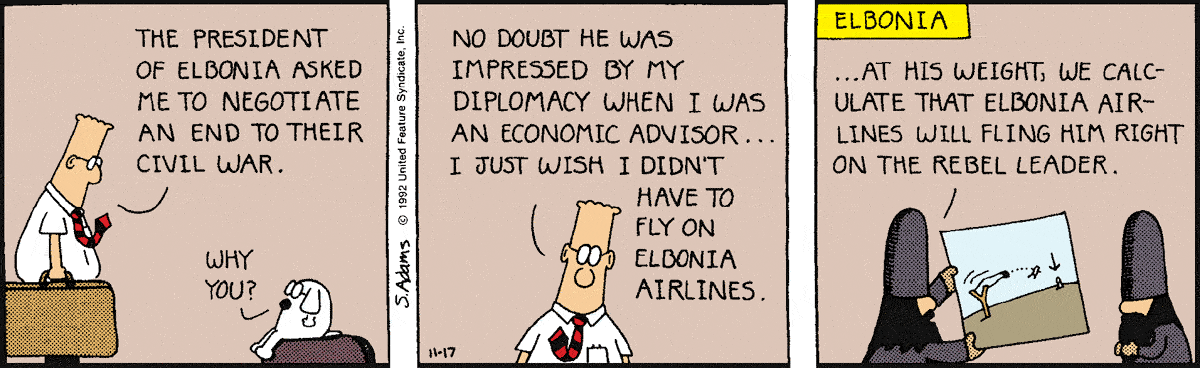 THE PRESIDENT
OF ELBONIA ASKED
ME TO NEGOTIATE
AN END TO THEIR
CIVIL WAR.
WHY
YOU?
S. Adams © 1992 United Feature Syndicate, Inc.
NO DOUBT HE WAS
IMPRESSED BY MY
DIPLOMACY WHEN I WAS
AN ECONOMIC ADVISOR...
I JUST WISH I DIDN'T
HAVE TO
FLY ON
ELBONIA
AIRLINES.
11-17
ELBONIA
...AT HIS WEIGHT, WE CALC-
ULATE THAT ELBONIA AIR-
LINES WILL FLING HIM RIGHT
ON THE REBEL LEADER.